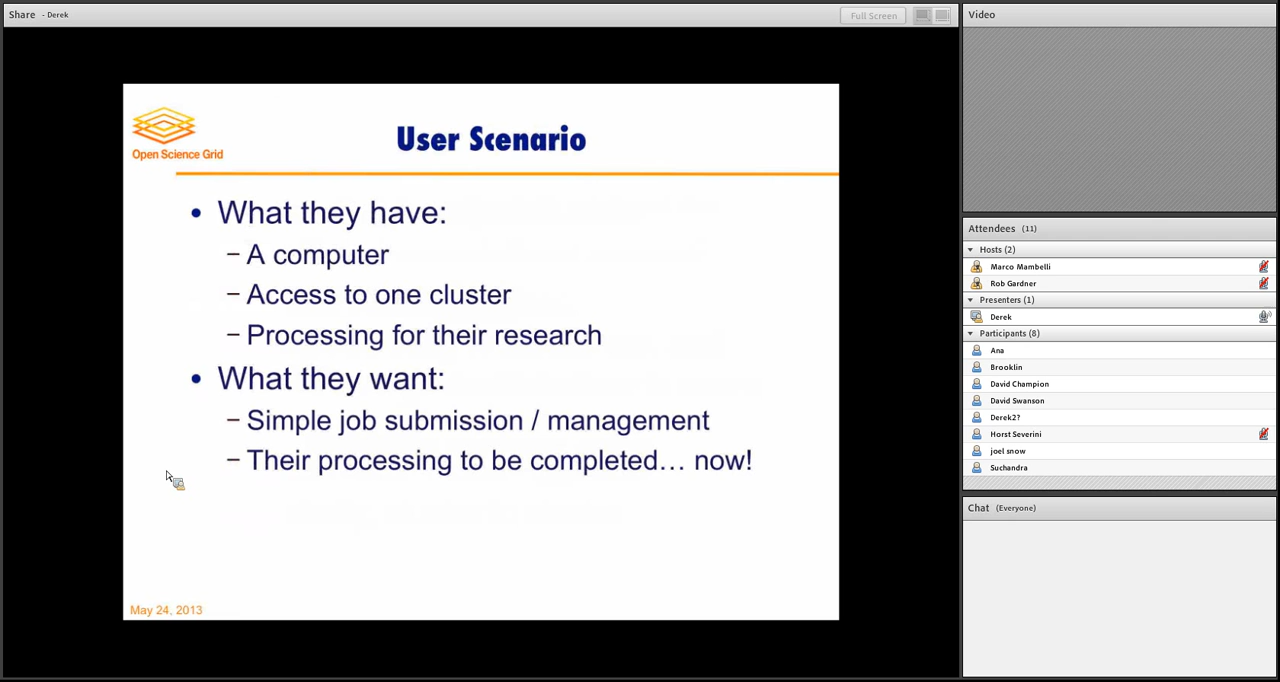 Share - Derek
Full Screen
Open Science Grid
User Scenario
• What they have:
– A computer
– Access to one cluster
– Processing for their research
• What they want:
– Simple job submission / management
– Their processing to be completed... now!
May 24, 2013
Video
Attendees (11)
Hosts (2)
Marco Mambelli
Rob Gardner
Presenters (1)
Derek
Participants (8)
Ana
Brooklin
David Champion
David Swanson
Derek2?
Horst Severini
joel snow
Suchandra
Chat (Everyone)